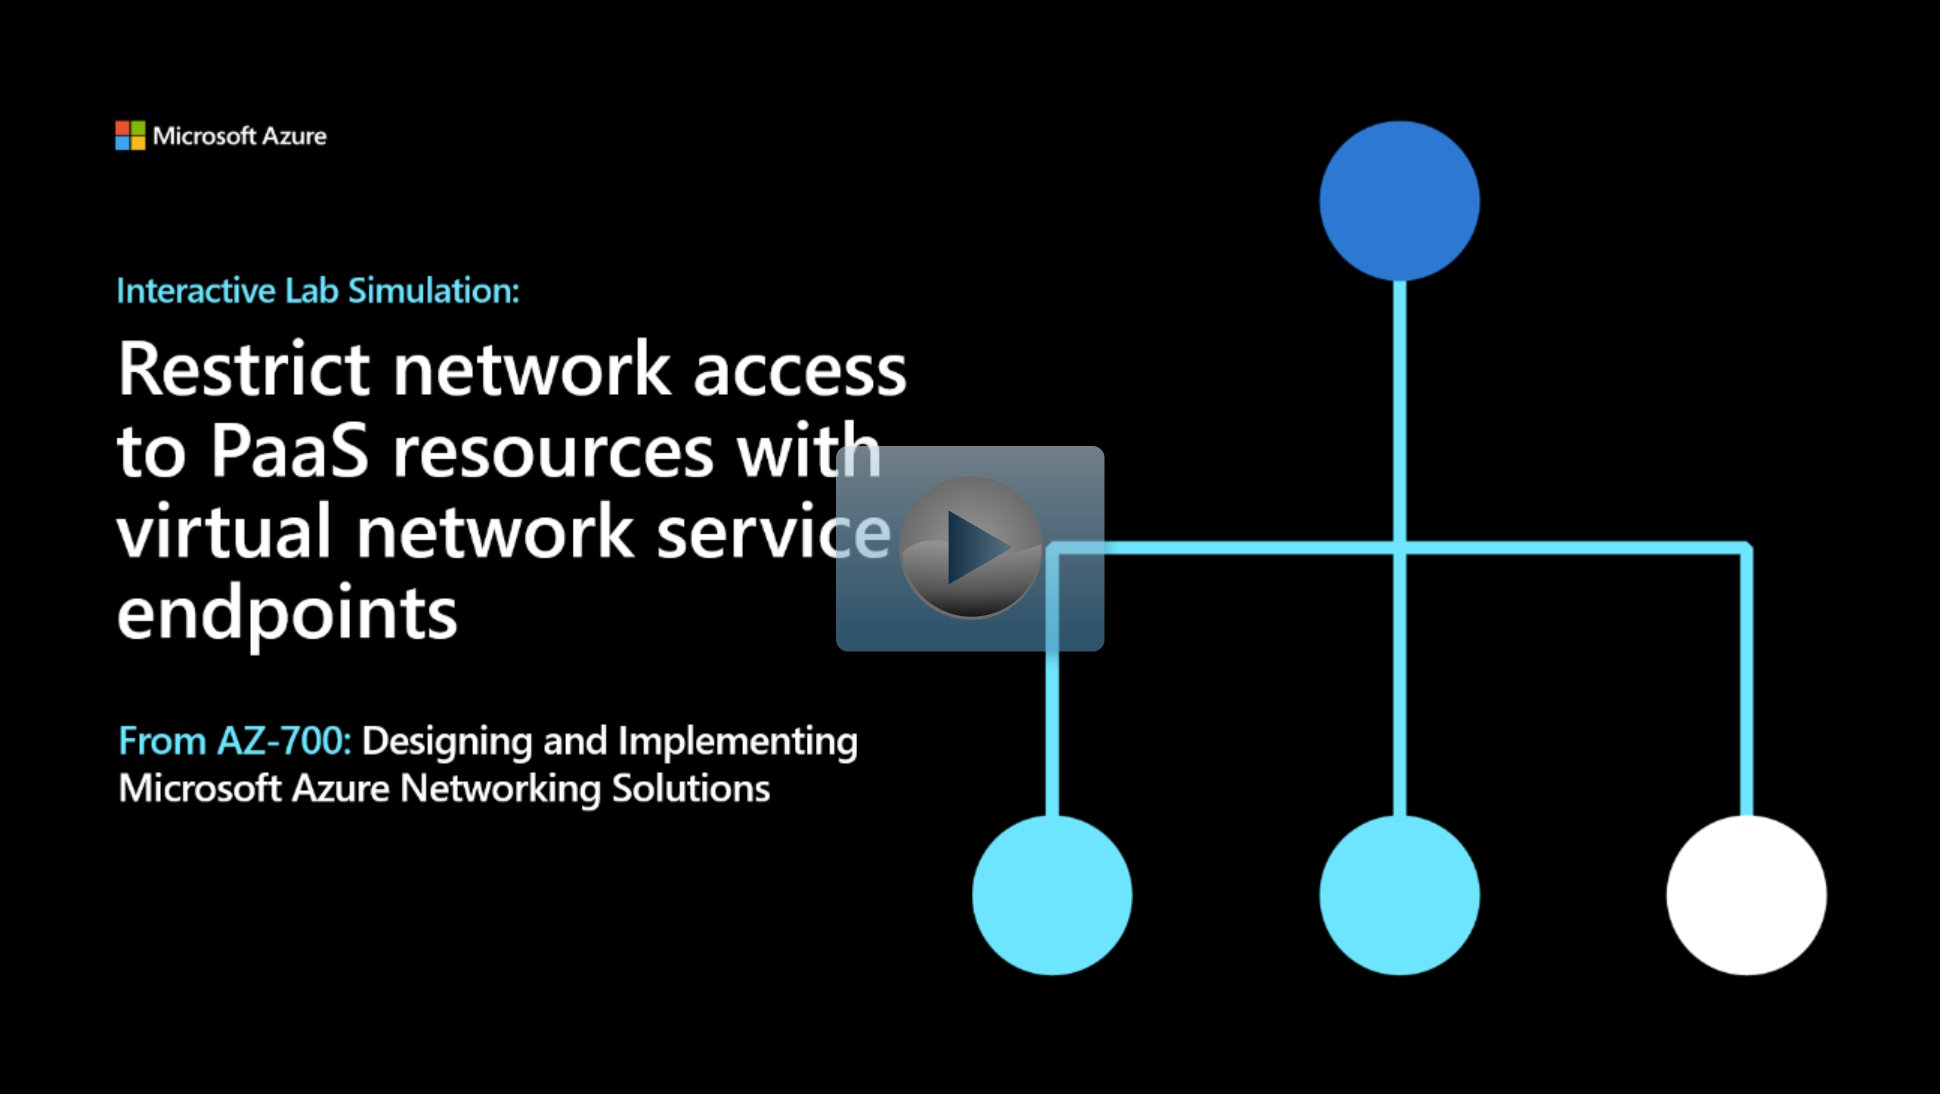 Microsoft Azure
Interactive Lab Simulation:
Restrict network access
to PaaS resources with
virtual network service
endpoints
From AZ-700: Designing and Implementing
Microsoft Azure Networking Solutions